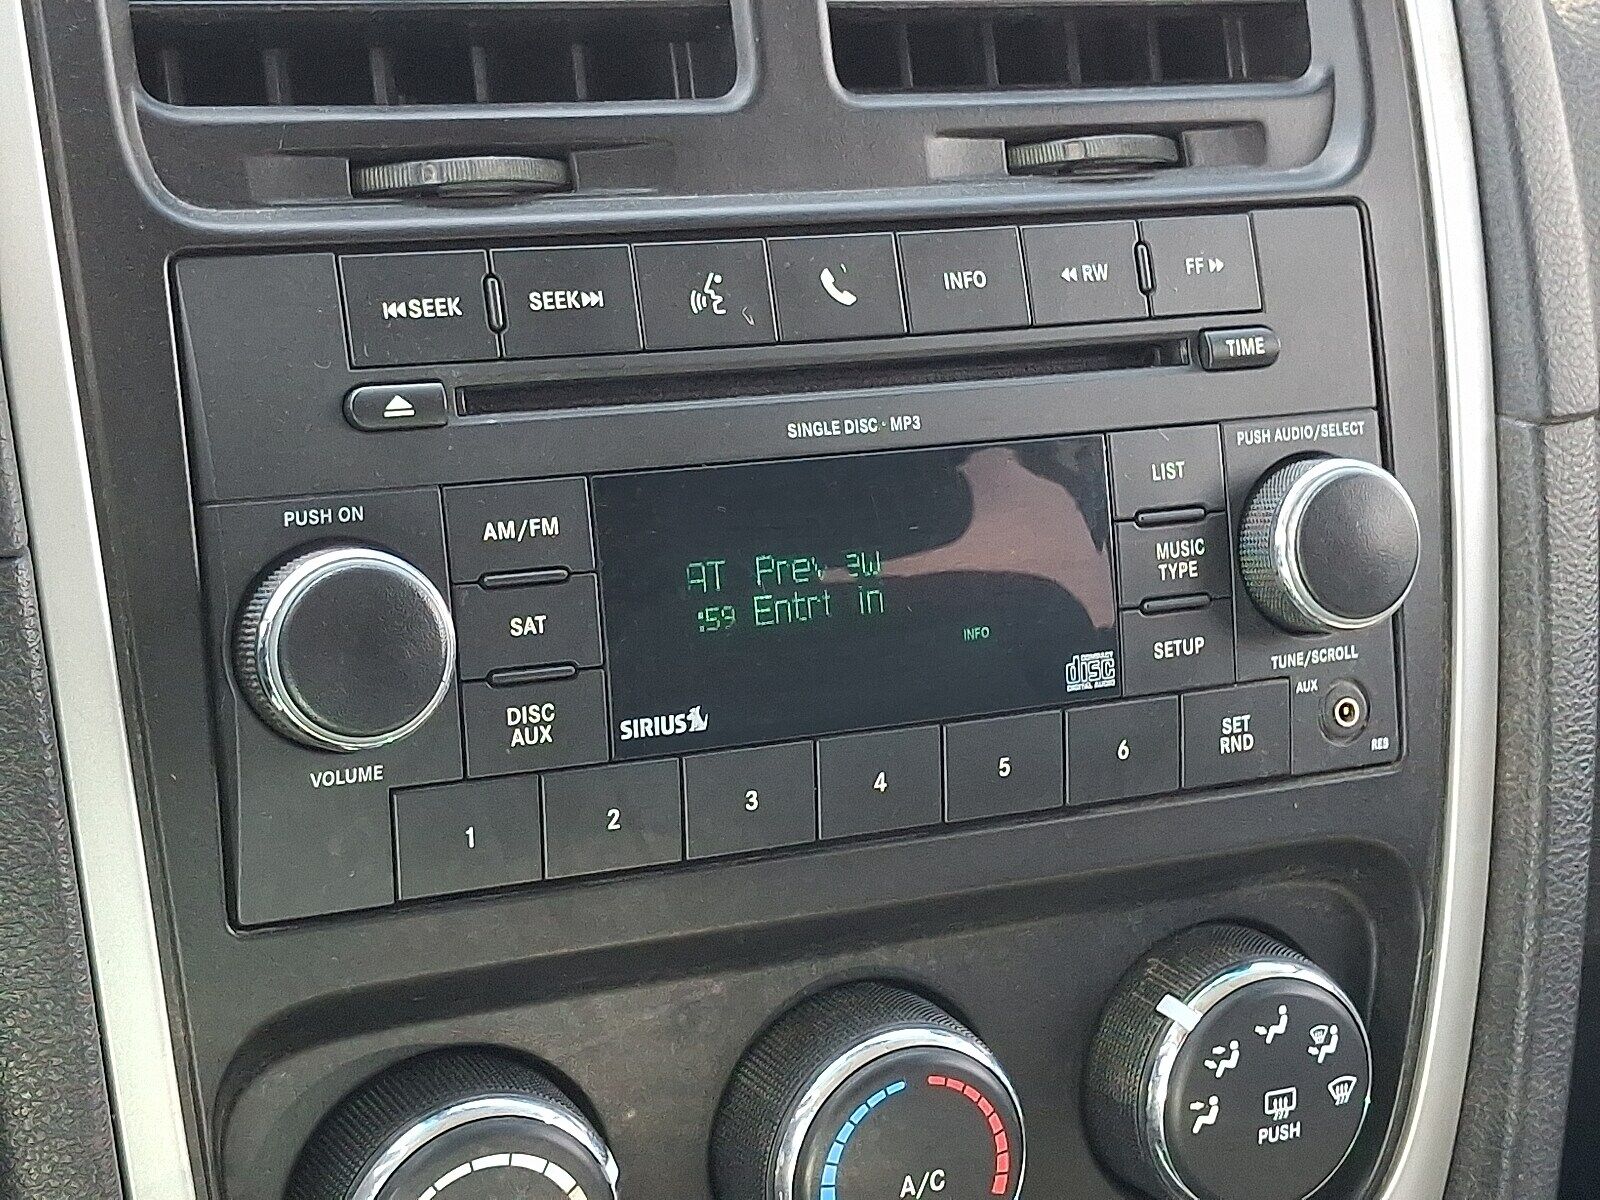 SEEK
SEEK
INFO
RW
FF
TIME
SINGLE DISC · MP3
PUSH AUDIO/SELECT
PUSH ON
AM/FM
LIST
MUSIC
TYPE
SAT
:59 Entrt in
INFO
SETUP
TUNE/SCROLL
DISC
AUX
SIRIUS
COMPACT
disc
DIGITAL AUDIO
AUX
RES
VOLUME
SET
RND
1
2
3
4
5
6
PUSH
A/C